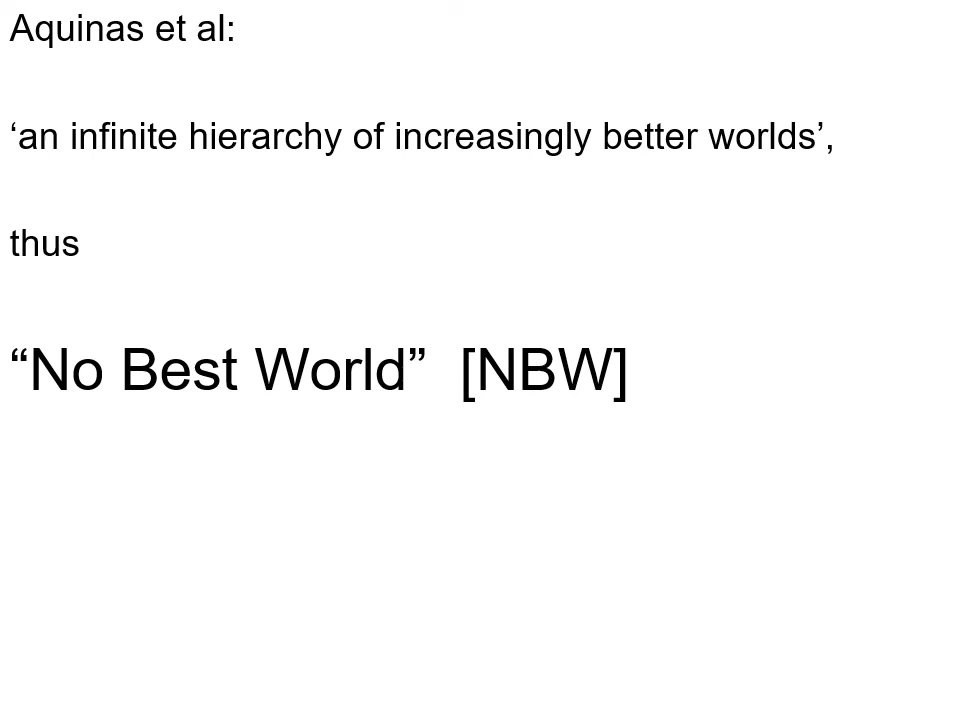 Aquinas et al:
‘an infinite hierarchy of increasingly better worlds’,
thus
“No Best World”  [NBW]